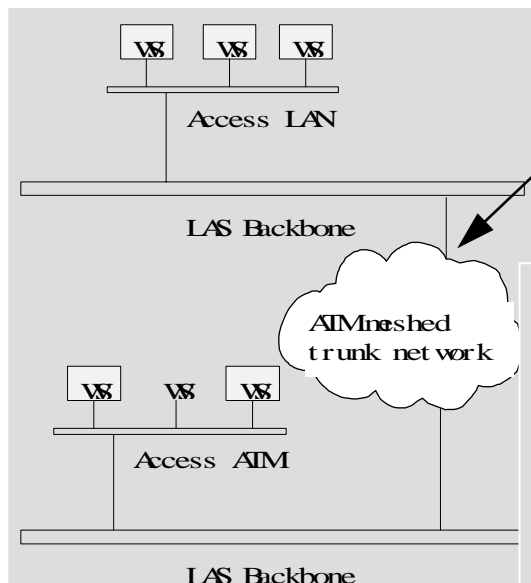 WS WS WS
Access LAN
LAS Backbone
ATM meshed
trunk network
WS WS WS
Access ATM
LAS Backbone